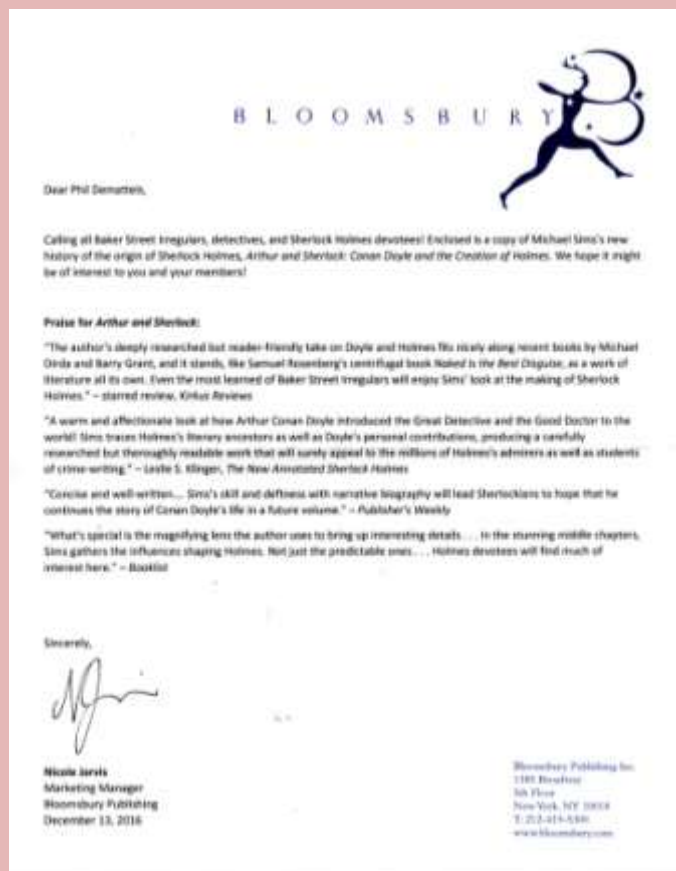 BLOOMSBURY
Dear Phil Dematteis,
Calling all Baker Street Irregulars, detectives, and Sherlock Holmes devotees! Enclosed is a copy of Michael Sims's new
history of the origin of Sherlock Holmes, Arthur and Sherlock: Conan Doyle and the Creation of Holmes. We hope it might
be of interest to you and your members!
Praise for Arthur and Sherlock:
"The author's deeply researched but reader-friendly take on Doyle and Holmes fits nicely along recent books by Michael
Dirda and Barry Grant, and it stands, like Samuel Rosenberg's centrifugal book Naked is the Best Disguise, as a work of
literature all its own. Even the most learned of Baker Street Irregulars will enjoy Sims' look at the making of Sherlock
Holmes." – starred review, Kirkus Reviews
"A warm and affectionate look at how Arthur Conan Doyle introduced the Great Detective and the Good Doctor to the
world! Sims traces Holmes's literary ancestors as well as Doyle's personal contributions, producing a carefully
researched but thoroughly readable work that will surely appeal to the millions of Holmes's admirers as well as students
of crime-writing." – Leslie S. Klinger, The New Annotated Sherlock Holmes
"Concise and well-written... Sims's skill and deftness with narrative biography will lead Sherlockians to hope that he
continues the story of Conan Doyle's life in a future volume." – Publisher's Weekly
"What's special is the magnifying lens the author uses to bring up interesting details . . . In the stunning middle chapters,
Sims gathers the influences shaping Holmes. Not just the predictable ones . . . Holmes devotees will find much of
interest here." – Booklist
Sincerely,
Nicole Jarvis
Marketing Manager
Bloomsbury Publishing
December 13, 2016
Bloomsbury Publishing Inc.
1385 Broadway
5th Floor
New York, NY 10018
www.bloomsbury.com